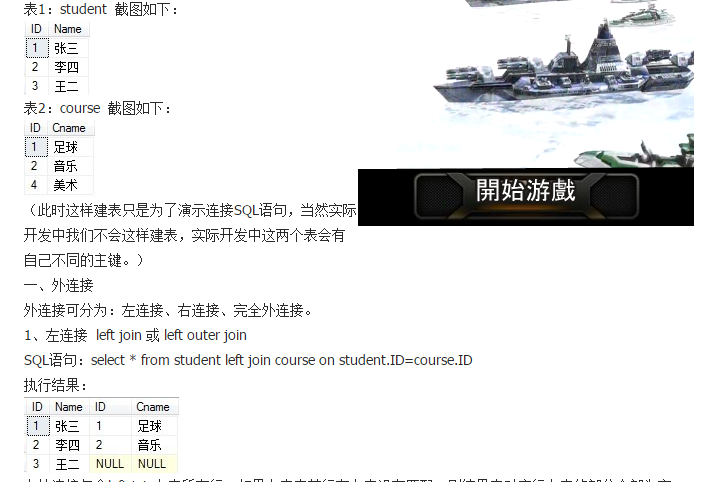 表1：student 截图如下：
ID Name
1 张三
2 李四
3 王二
表2：course 截图如下：
ID Cname
1 足球
2 音乐
4 美术
（此时这样建表只是为了演示连接SQL语句，当然实际
开发中我们不会这样建表，实际开发中这两个表会有
自己不同的主键。）
開始游戲
一、外连接
外连接可分为：左连接、右连接、完全外连接。
1、左连接 left join 或 left outer join
SQL语句：select * from student left join course on student.ID=course.ID
执行结果：
ID Name ID Cname
1 张三 1 足球
2 李四 2 音乐
3 王二 NULL NULL